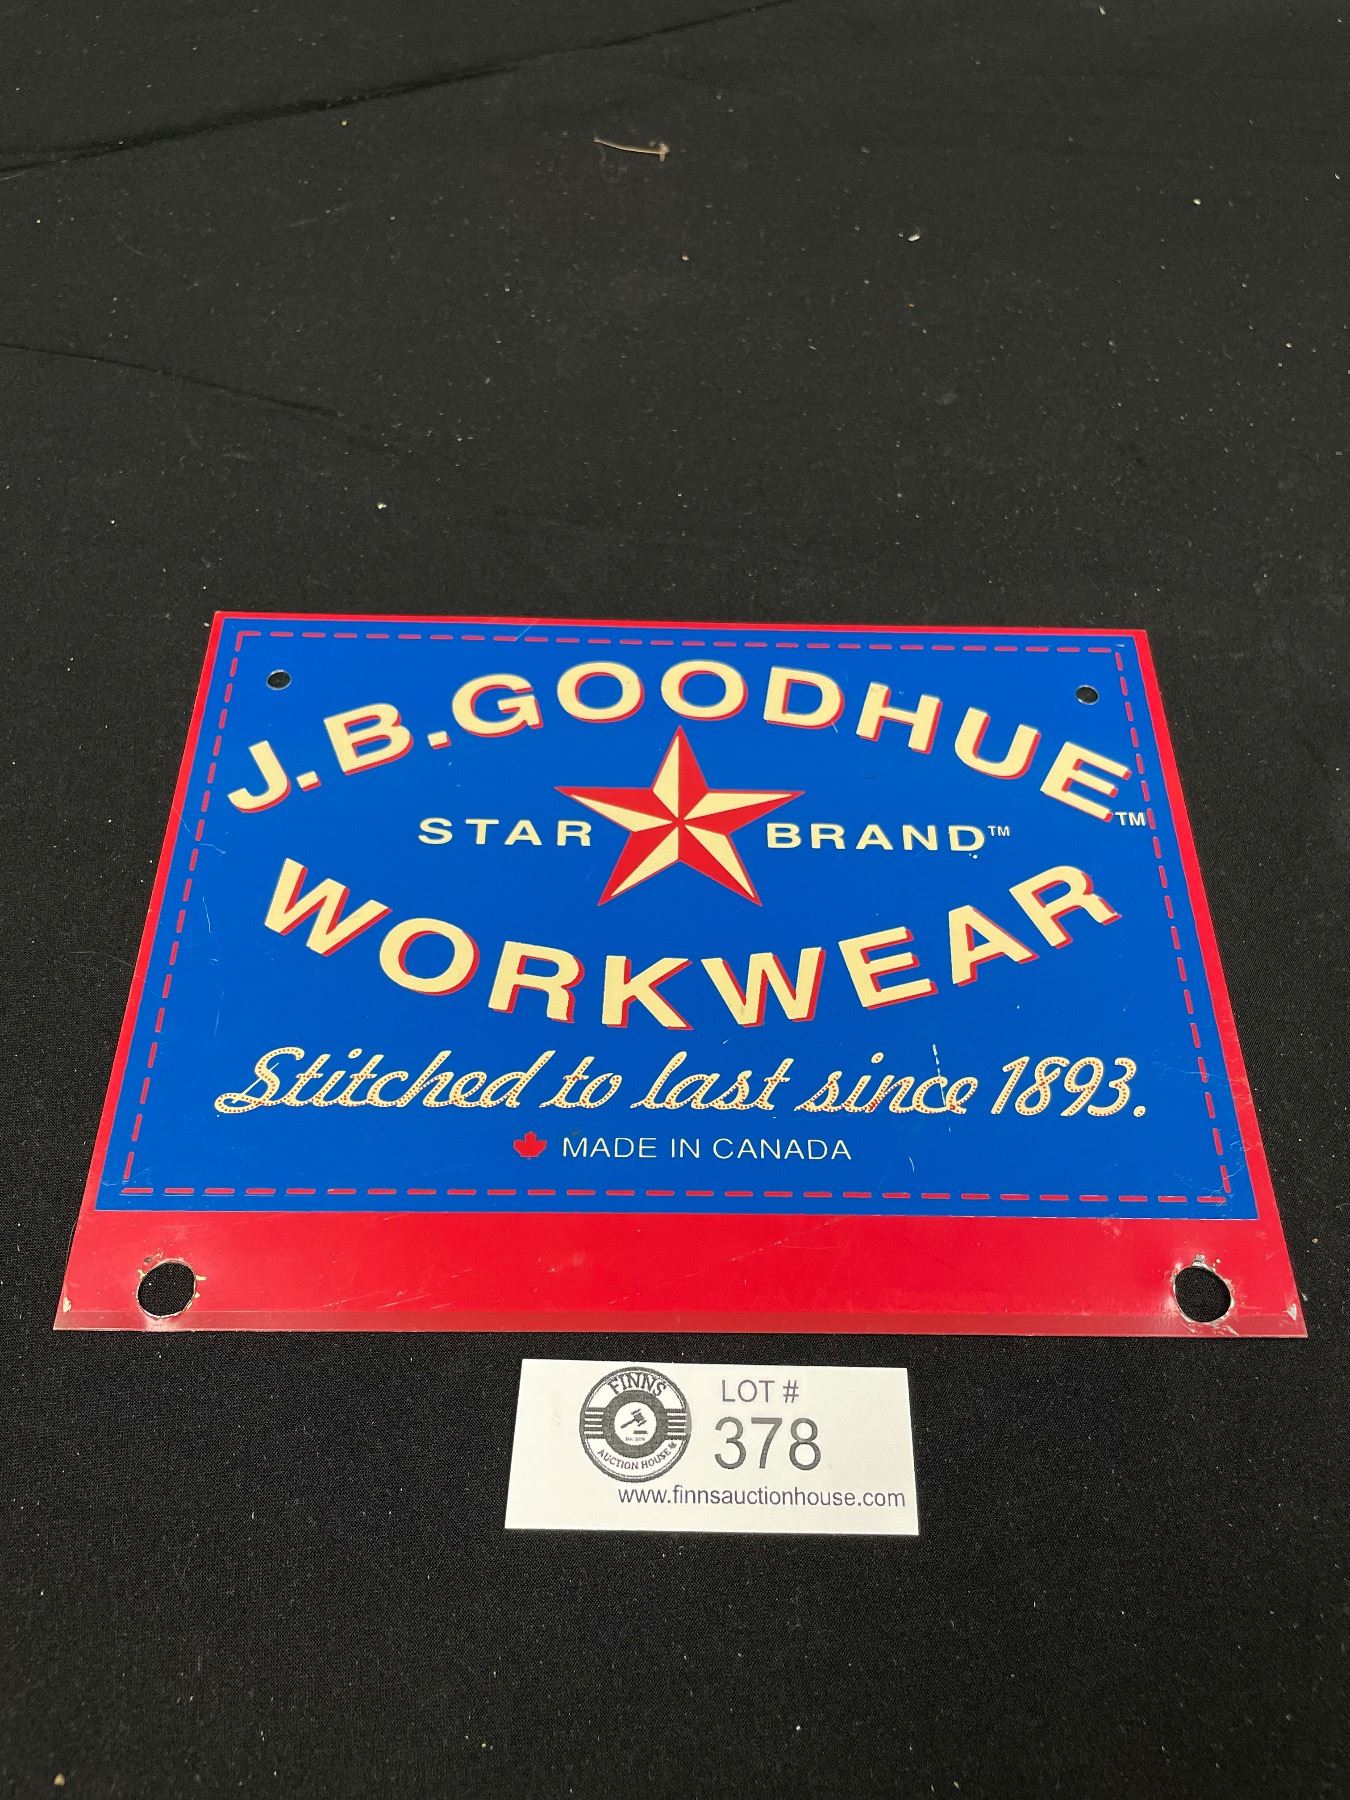 J.B. GOODHUE™
STAR BRAND™
WORKWEAR
Stitched to last since 1893.
MADE IN CANADA
FINNS
AUCTION HOUSE
LOT #
378
www.finnsauctionhouse.com